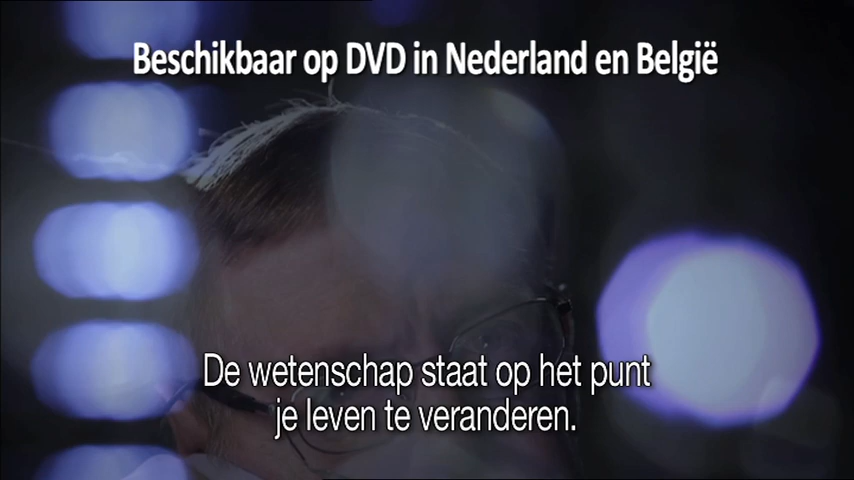 Beschikbaar op DVD in Nederland en België
De wetenschap staat op het punt
je leven te veranderen.